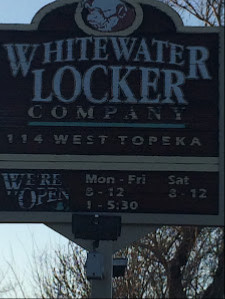 WHITEWATER
LOCKER
COMPANY
114 WEST TOPEKA
WE'RE OPEN
Mon - Fri Sat
8 - 12 8 - 12
1 - 5:30